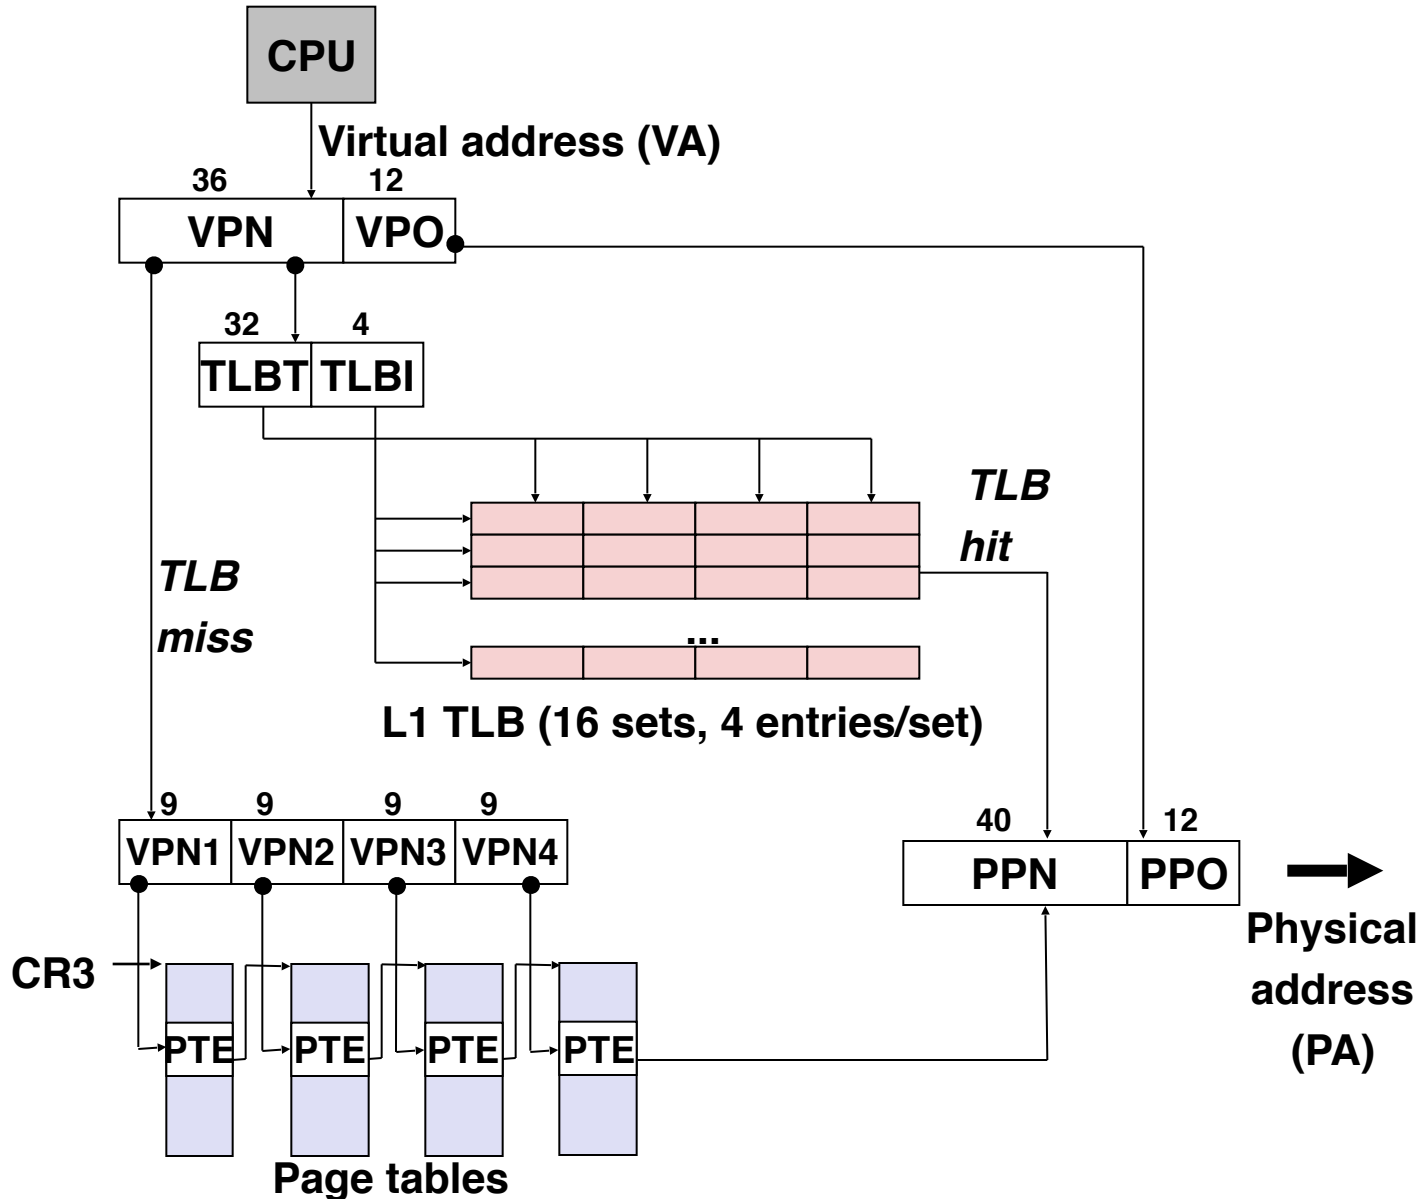 CPU
Virtual address (VA)
36 12
VPN VPO
32 4
TLBT TLBI
TLB
hit
TLB
miss
...
L1 TLB (16 sets, 4 entries/set)
9 9 9 9
VPN1 VPN2 VPN3 VPN4
40 12
PPN PPO
Physical
address
(PA)
CR3
PTE PTE PTE PTE
Page tables